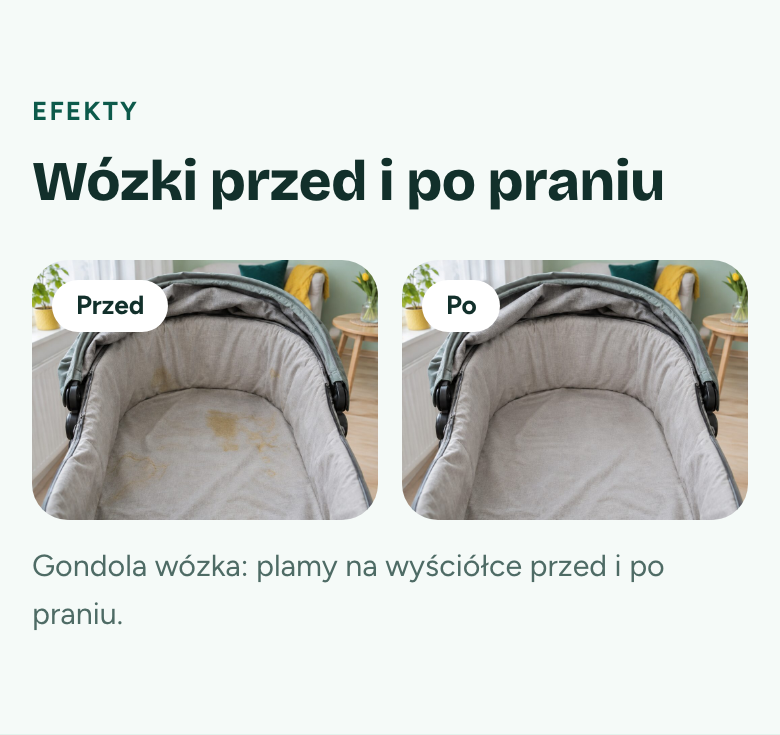 EFEKTY
Wózki przed i po praniu
Przed
Po
Gondola wózka: plamy na wyściółce przed i po
praniu.